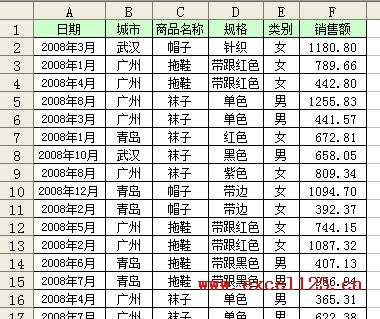 A B C D E F
1 日期 城市 商品名称 规格 类别 销售额
2 2008年3月 武汉 帽子 针织 女 1180.80
3 2008年1月 广州 拖鞋 带跟红色 女 789.66
4 2008年4月 广州 拖鞋 带跟红色 女 442.80
5 2008年8月 广州 袜子 单色 男 1255.83
6 2008年3月 广州 袜子 单色 男 441.57
7 2008年1月 青岛 袜子 红色 女 672.81
8 2008年10月 武汉 袜子 黑色 男 658.05
9 2008年8月 广州 袜子 紫色 女 809.34
10 2008年12月 青岛 帽子 带边 女 1094.70
11 2008年2月 青岛 帽子 带边 女 392.37
12 2008年5月 广州 拖鞋 带跟红色 女 744.15
13 2008年2月 广州 拖鞋 带跟红色 女 1087.32
14 2008年6月 青岛 拖鞋 带跟黑色 男 407.13
15 2008年7月 青岛 拖鞋 带跟黑色 男
16 2008年4月 广州 袜子 单色 男 365.31
17 2008年7月 广州 袜子 单色 男 622.38